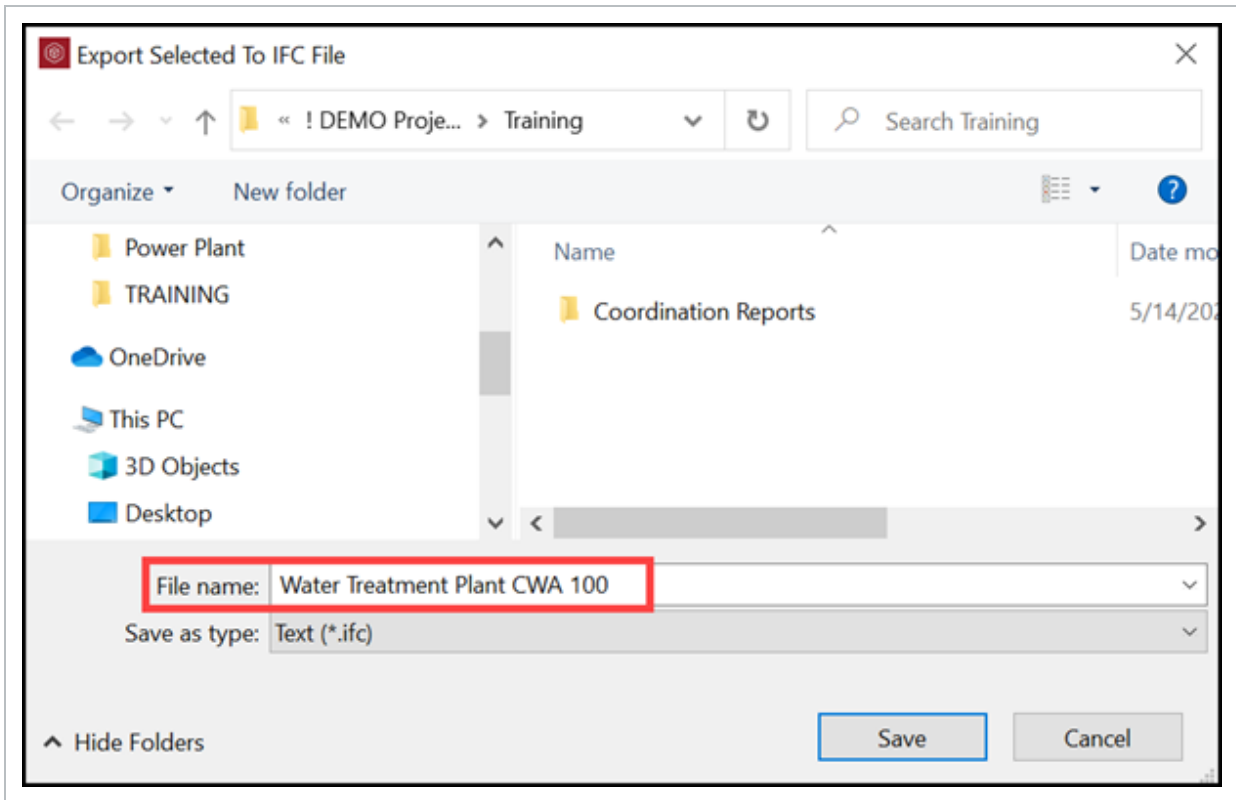 Export Selected To IFC File
« ! DEMO Proje... > Training
Search Training
Organize
New folder
Power Plant
TRAINING
OneDrive
This PC
3D Objects
Desktop
Name
Date mo
Coordination Reports
5/14/202
File name: Water Treatment Plant CWA 100
Save as type: Text (*.ifc)
Hide Folders
Save
Cancel